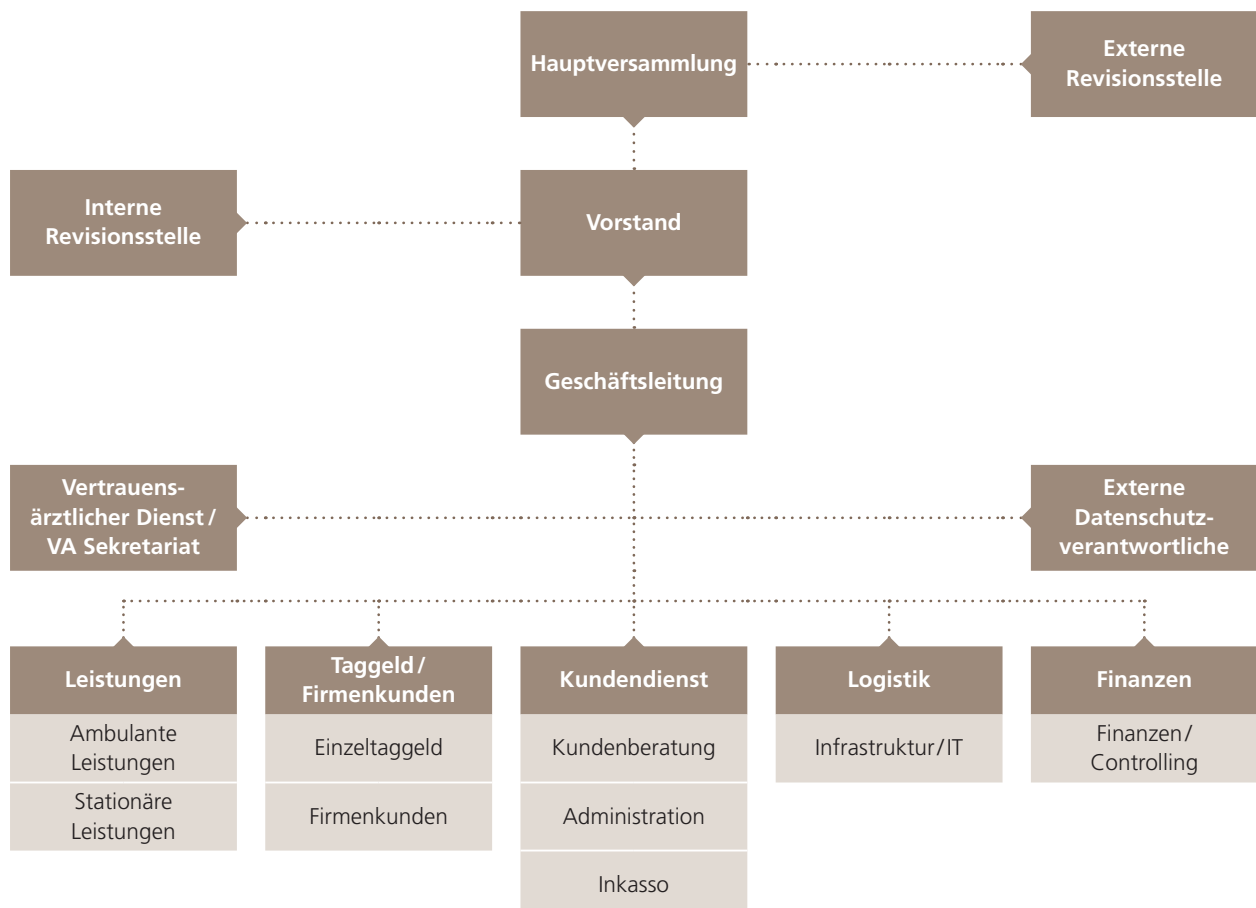 Hauptversammlung
Externe
Revisionsstelle
Interne
Revisionsstelle
Vorstand
Geschäftsleitung
Vertrauens-
ärztlicher Dienst /
VA Sekretariat
Externe
Datenschutz-
verantwortliche
Leistungen
Ambulante
Leistungen
Stationäre
Leistungen
Taggeld /
Firmenkunden
Einzeltaggeld
Firmenkunden
Kundendienst
Kundenberatung
Administration
Inkasso
Logistik
Infrastruktur / IT
Finanzen
Finanzen /
Controlling